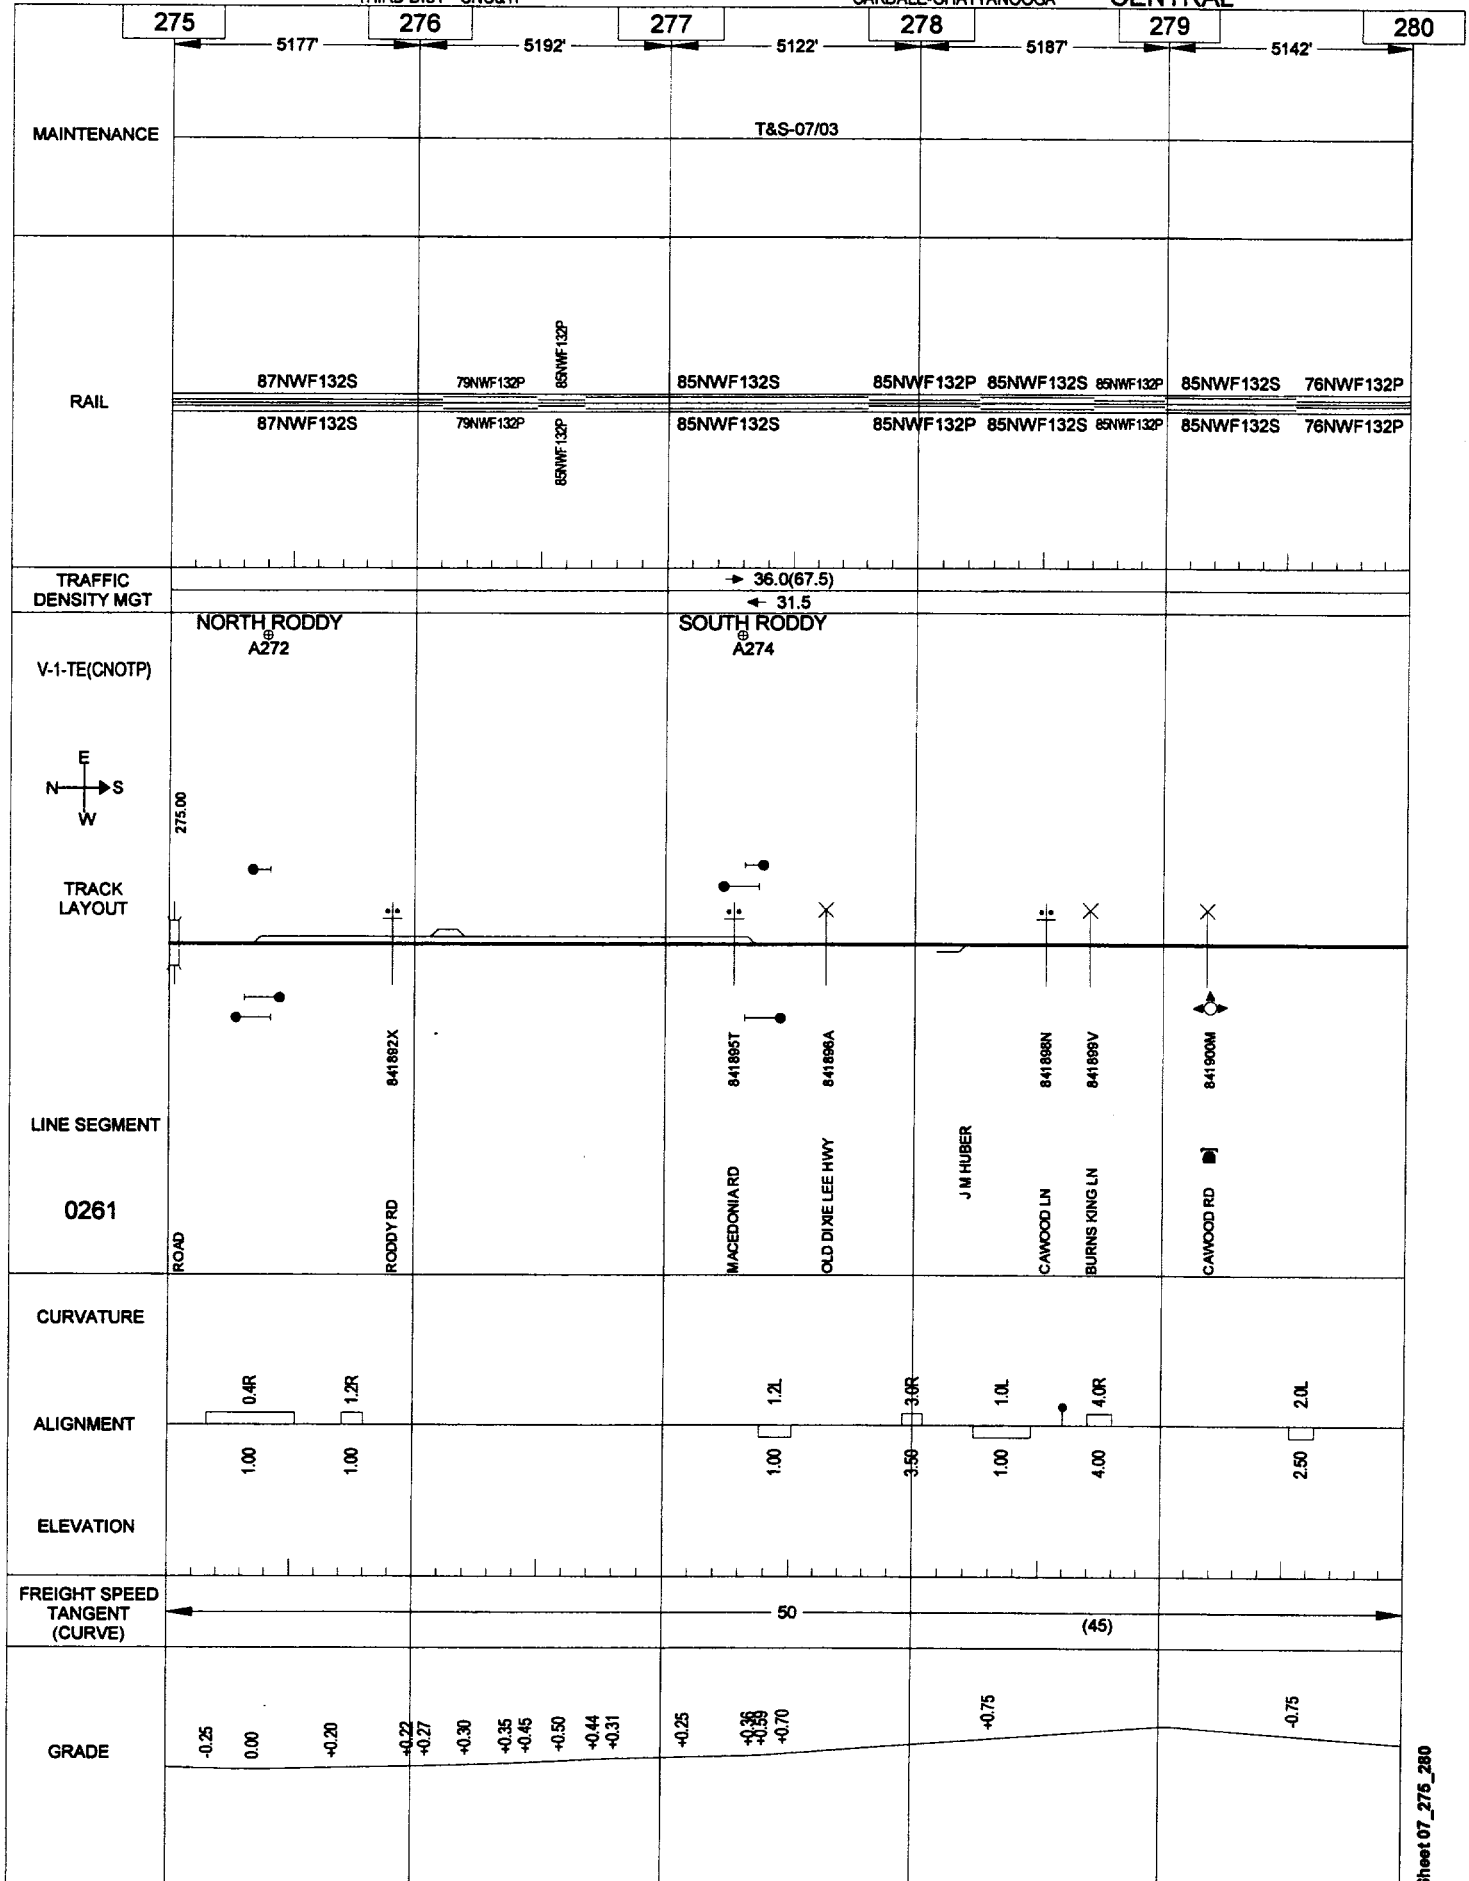 CENTRAL
275 276 277 278 279 280
5177' 5192' 5122' 5187' 5142'
MAINTENANCE
T&S-07/03
85NWF132P
87NWF132S 79NWF132P 85NWF132S 85NWF132P 85NWF132S 85NWF132P 85NWF132S 76NWF132P
RAIL
87NWF132S 79NWF132P 85NWF132S 85NWF132P 85NWF132S 85NWF132P 85NWF132S 76NWF132P
85NWF132P
TRAFFIC
DENSITY MGT
36.0(67.5)
31.5
NORTH RODDY SOUTH RODDY
A272 A274
V-1-TE(CNOTP)
E
N S
W
275.00
TRACK
LAYOUT
841892X 841895T 841896A 841898N 841899V 841900M
LINE SEGMENT
0261
ROAD
RODDY RD
MACEDONIA RD
OLD DIXIE LEE HWY
J M HUBER
CAWOOD LN
BURNS KING LN
CAWOOD RD
CURVATURE
0.4R 1.2R 1.2L 3.0R 1.0L 4.0R 2.0L
ALIGNMENT
1.00 1.00 1.00 3.50 1.00 4.00 2.50
ELEVATION
FREIGHT SPEED
TANGENT
(CURVE)
50
(45)
GRADE
-0.25 0.00 +0.20 +0.22 +0.27 +0.30 +0.35 +0.45 +0.50 +0.44 +0.31 +0.25 +0.36 +0.59 +0.70 +0.75 -0.75
Sheet 07_275_280